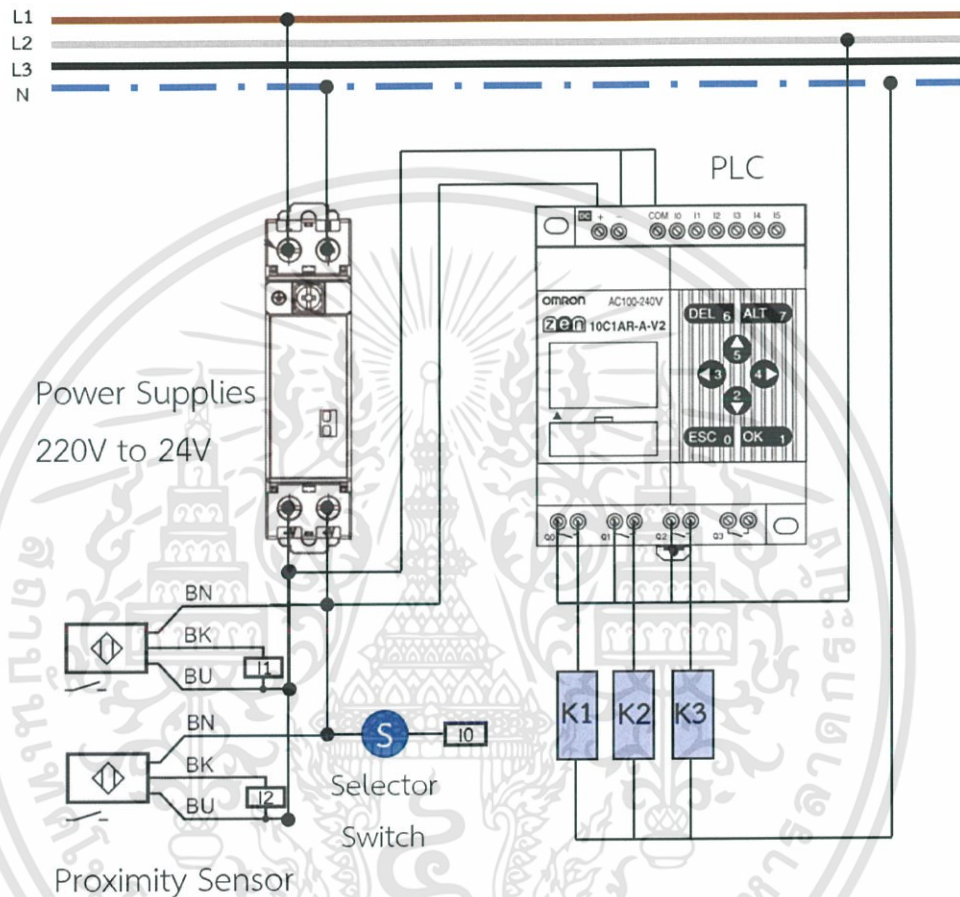 L1
L2
L3
N
PLC
DC + - COM I0 I1 I2 I3 I4 I5
OMRON AC100-240V
zen 10C1AR-A-V2
DEL 6 ALT 7
5
3 4
2
ESC 0 OK 1
Power Supplies
220V to 24V
Q0 Q1 Q2 Q3
BN
BK
I1
BU
BN
BK
I2
BU
S
I0
Selector
Switch
K1 K2 K3
Proximity Sensor